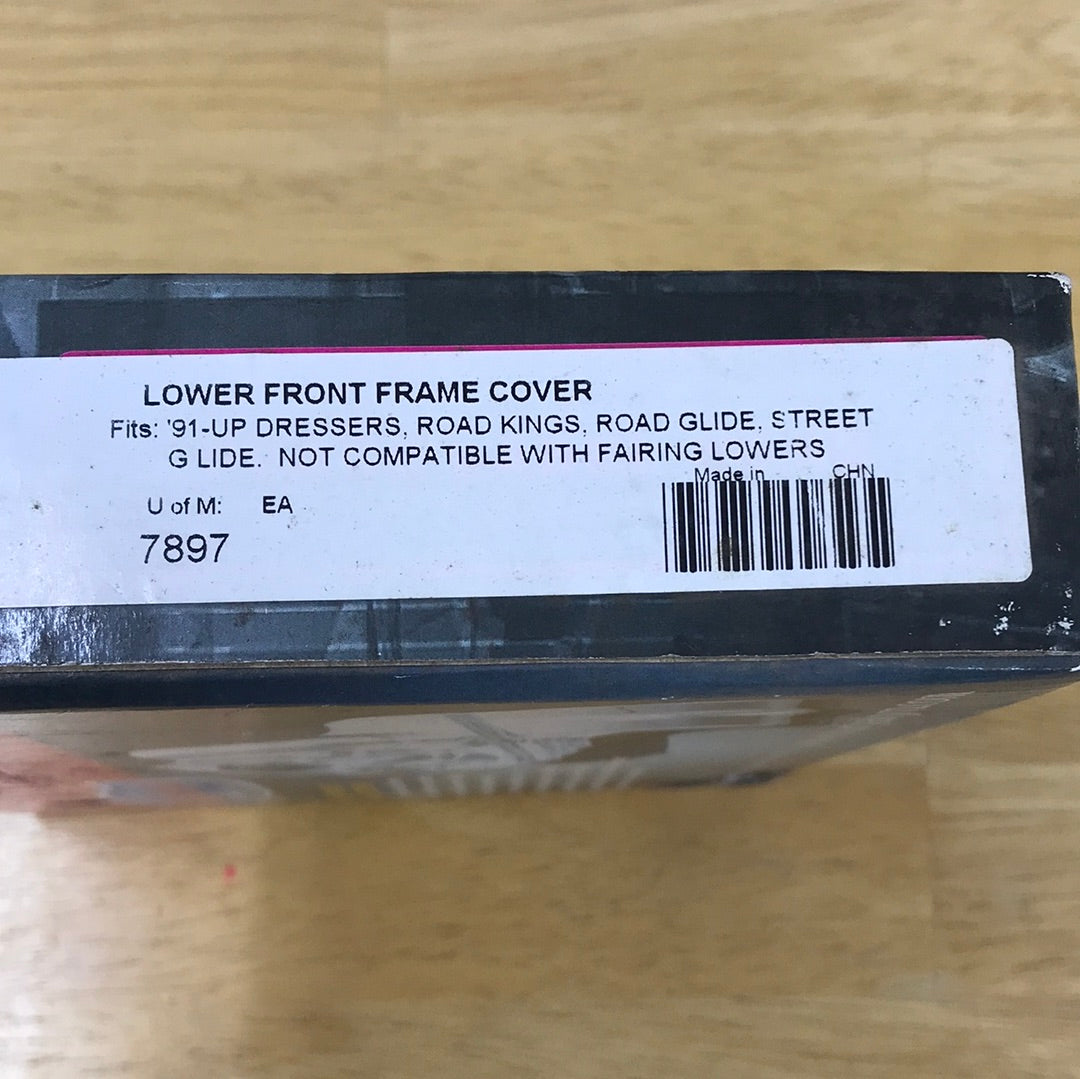 LOWER FRONT FRAME COVER
Fits: '91-UP DRESSERS, ROAD KINGS, ROAD GLIDE, STREET
G LIDE. NOT COMPATIBLE WITH FAIRING LOWERS
Made in CHN
U of M: EA
7897